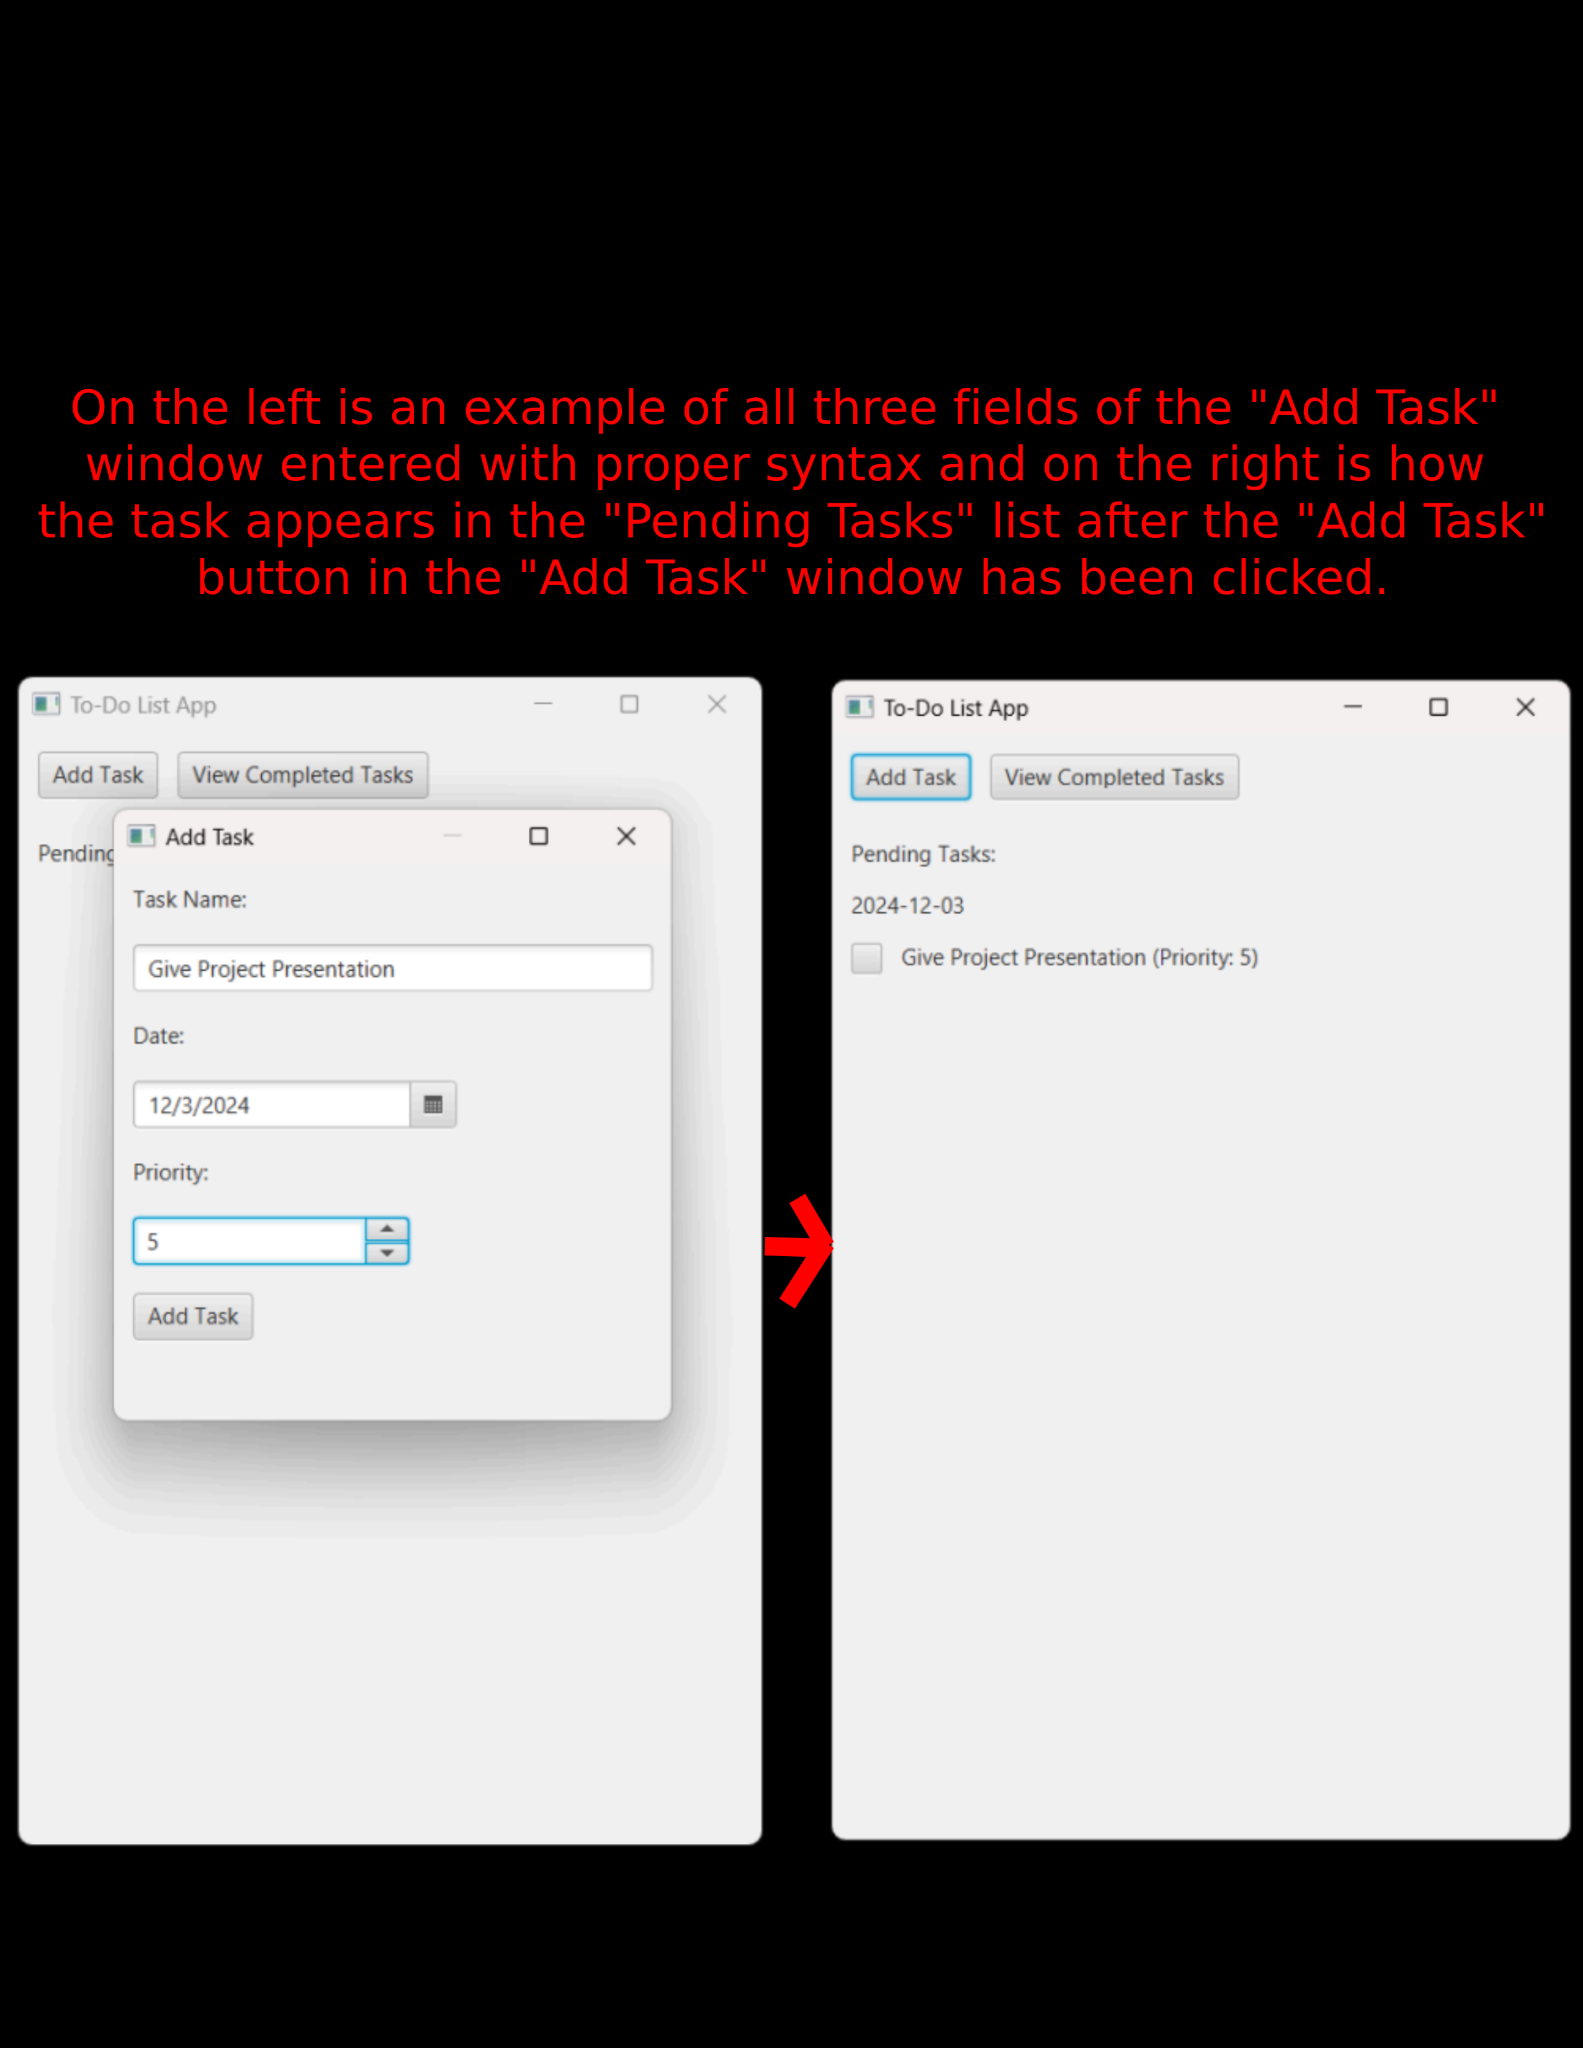 On the left is an example of all three fields of the "Add Task"
window entered with proper syntax and on the right is how
the task appears in the "Pending Tasks" list after the "Add Task"
button in the "Add Task" window has been clicked.
To-Do List App
Add Task
View Completed Tasks
Pending
Add Task
Task Name:
Give Project Presentation
Date:
12/3/2024
Priority:
5
Add Task
To-Do List App
Add Task
View Completed Tasks
Pending Tasks:
2024-12-03
Give Project Presentation (Priority: 5)